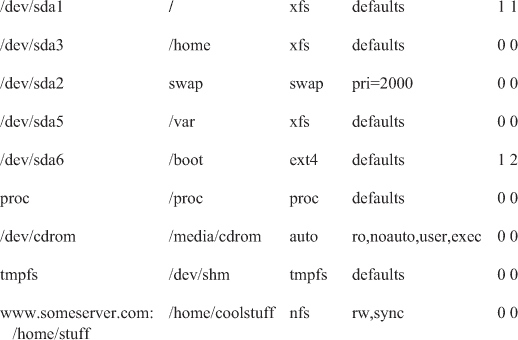 /dev/sda1 / xfs defaults 1 1
/dev/sda3 /home xfs defaults 0 0
/dev/sda2 swap swap pri=2000 0 0
/dev/sda5 /var xfs defaults 0 0
/dev/sda6 /boot ext4 defaults 1 2
proc /proc proc defaults 0 0
/dev/cdrom /media/cdrom auto ro,noauto,user,exec 0 0
tmpfs /dev/shm tmpfs defaults 0 0
www.someserver.com: /home/coolstuff nfs rw,sync 0 0
/home/stuff